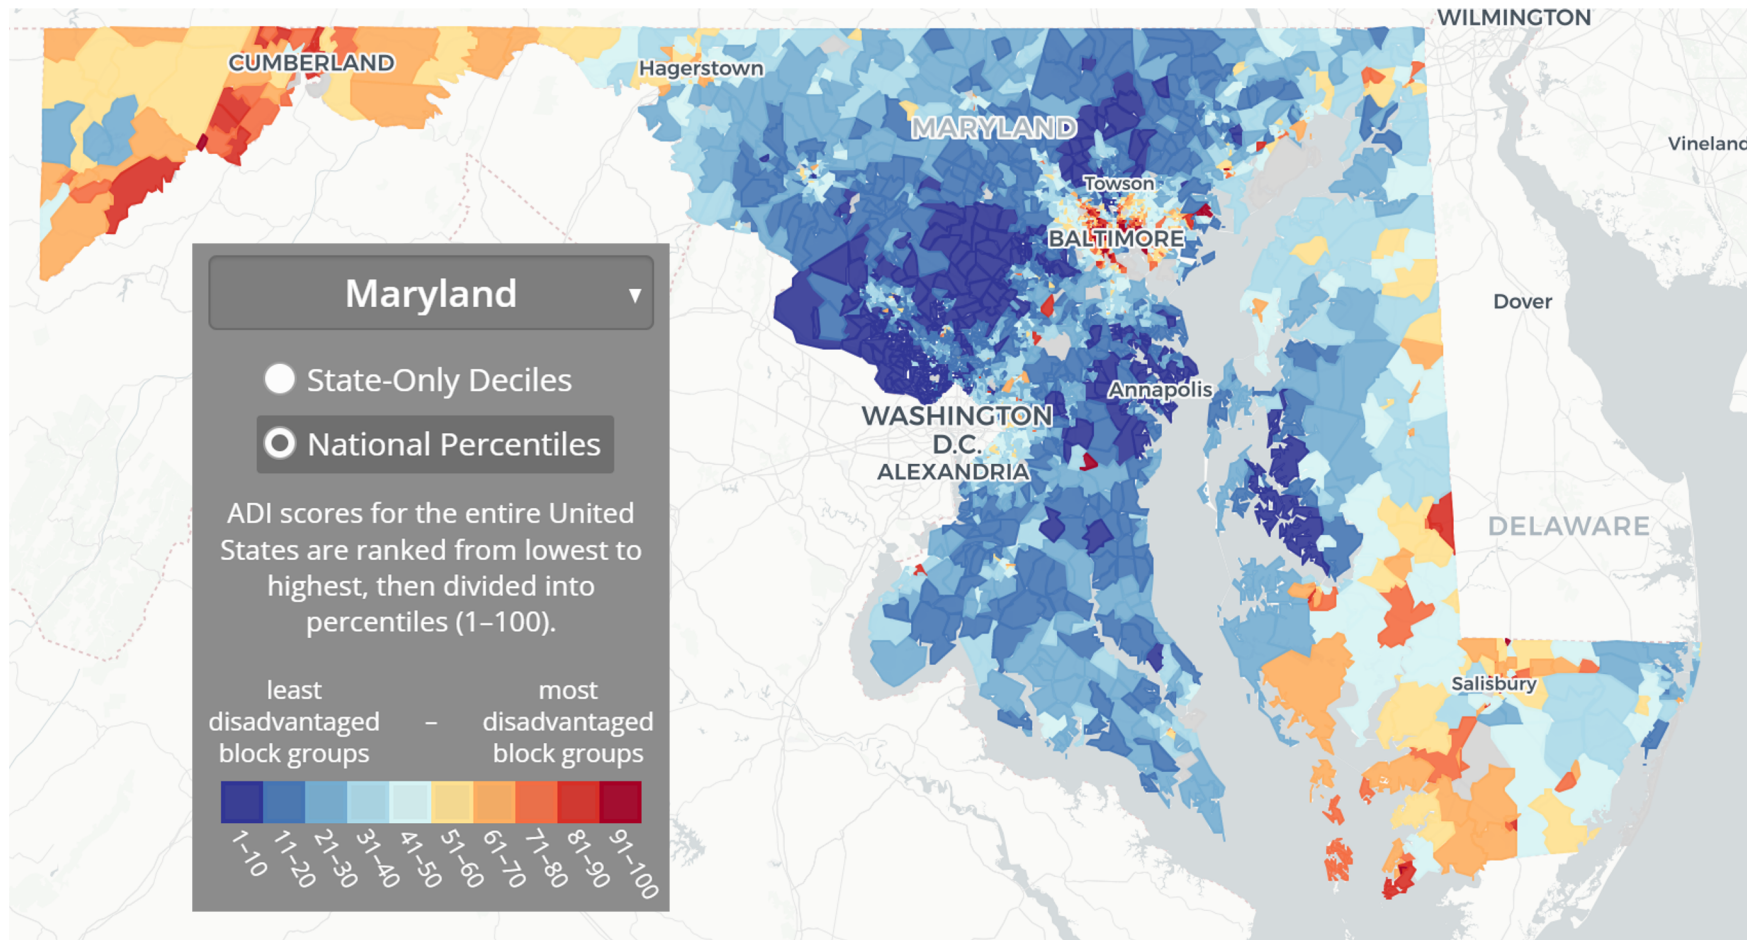 WILMINGTON
CUMBERLAND
Hagerstown
MARYLAND
Vineland
Towson
BALTIMORE
Maryland
Dover
State-Only Deciles
Annapolis
WASHINGTON
D.C.
National Percentiles
ALEXANDRIA
ADI scores for the entire United
States are ranked from lowest to
highest, then divided into
percentiles (1–100).
DELAWARE
least
disadvantaged
block groups
–
most
disadvantaged
block groups
Salisbury
1–10
11–20
21–30
31–40
41–50
51–60
61–70
71–80
81–90
91–100